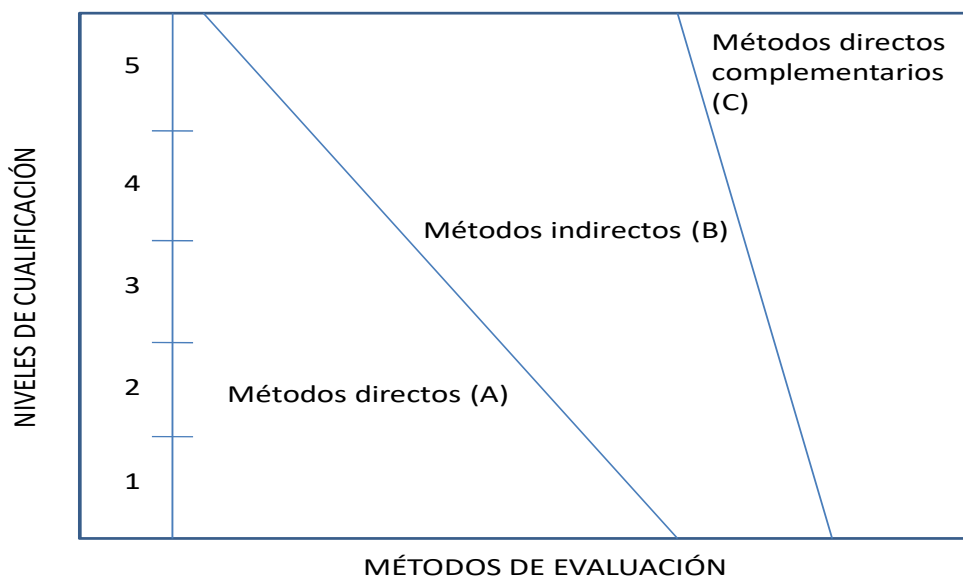 NIVELES DE CUALIFICACIÓN
5
4
3
2
1
Métodos directos
complementarios
(C)
Métodos indirectos (B)
Métodos directos (A)
MÉTODOS DE EVALUACIÓN